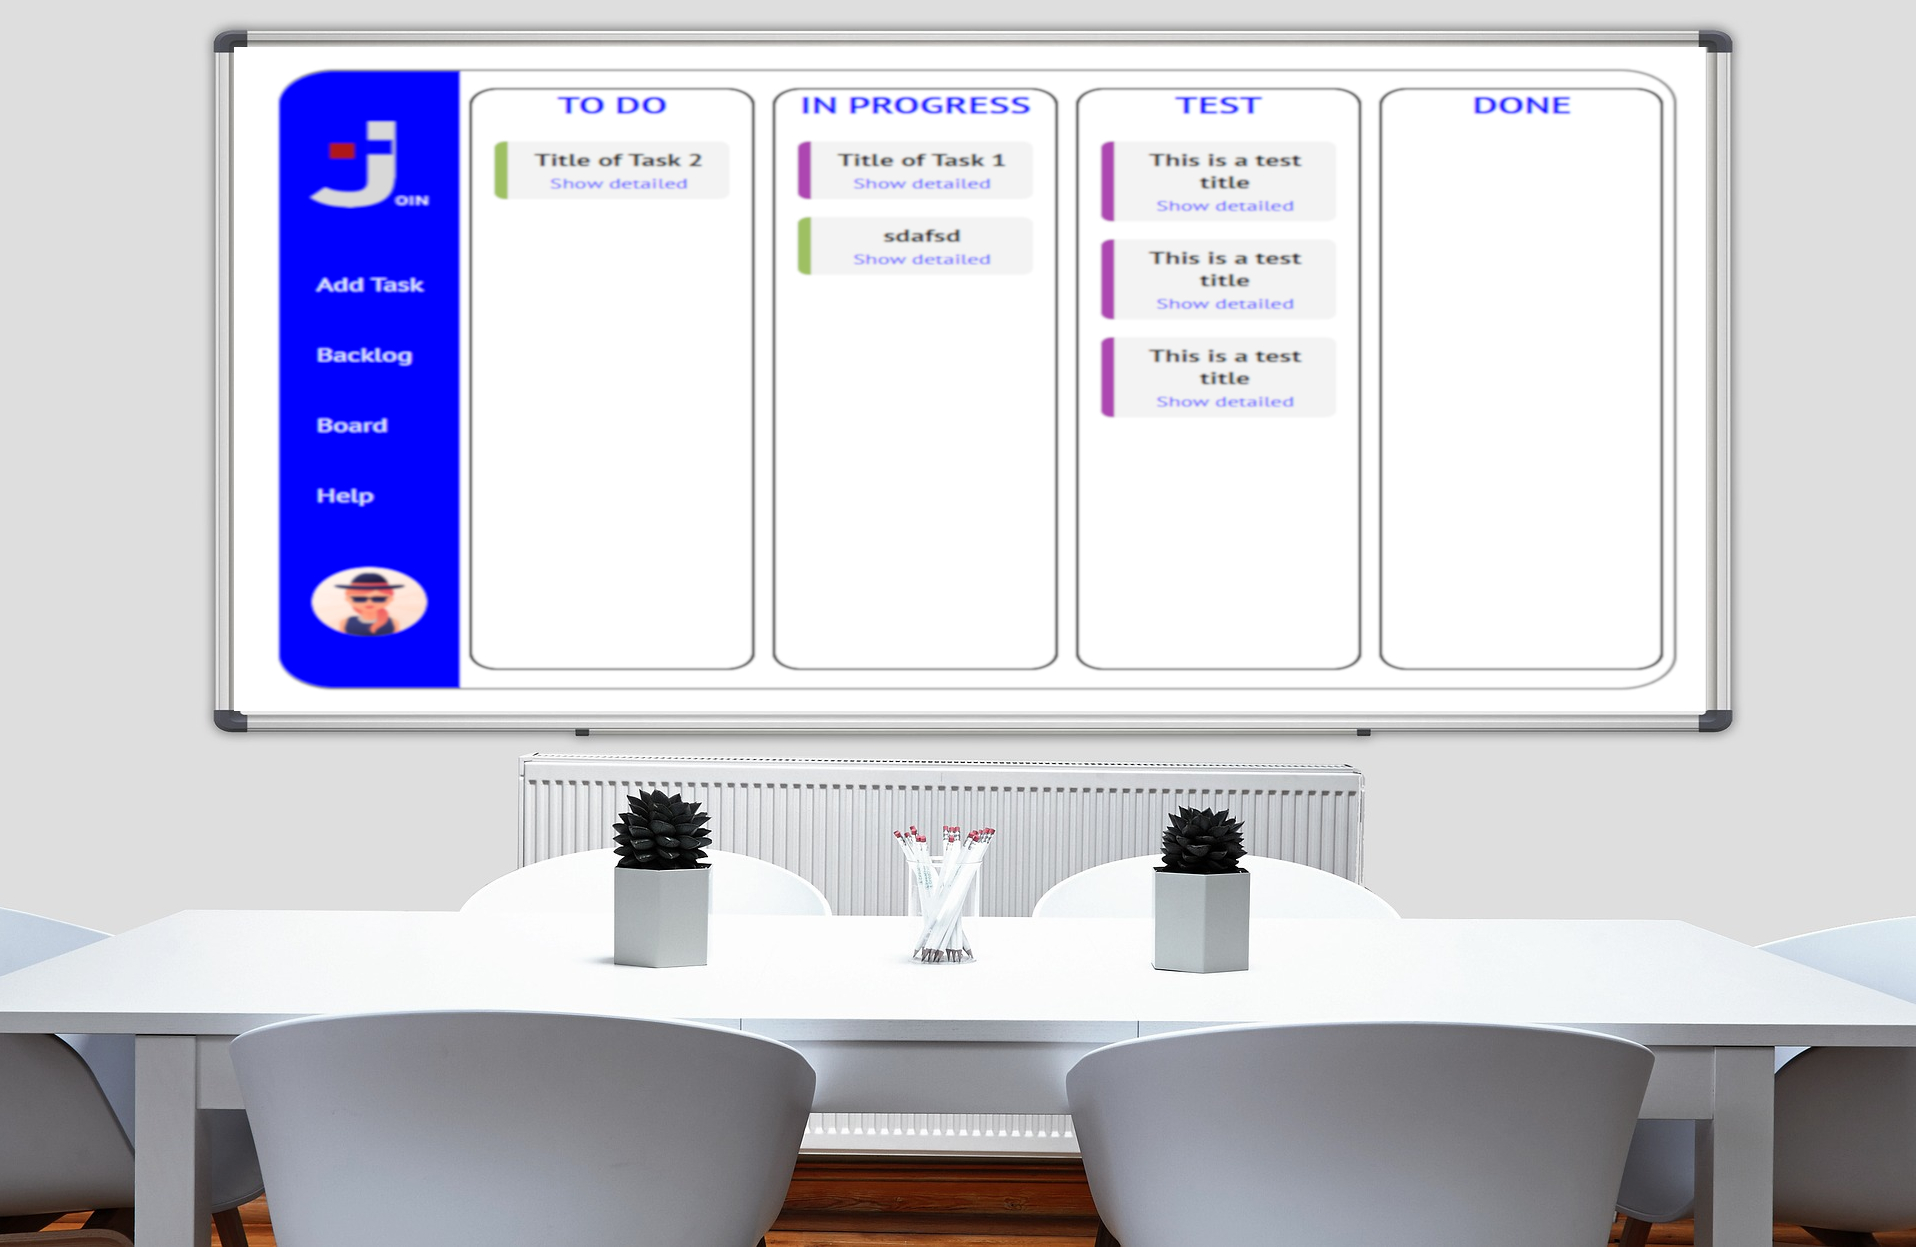 JOIN
Add Task
Backlog
Board
Help
TO DO
Title of Task 2
Show detailed
IN PROGRESS
Title of Task 1
Show detailed
sdafsd
Show detailed
TEST
This is a test
title
Show detailed
This is a test
title
Show detailed
This is a test
title
Show detailed
DONE